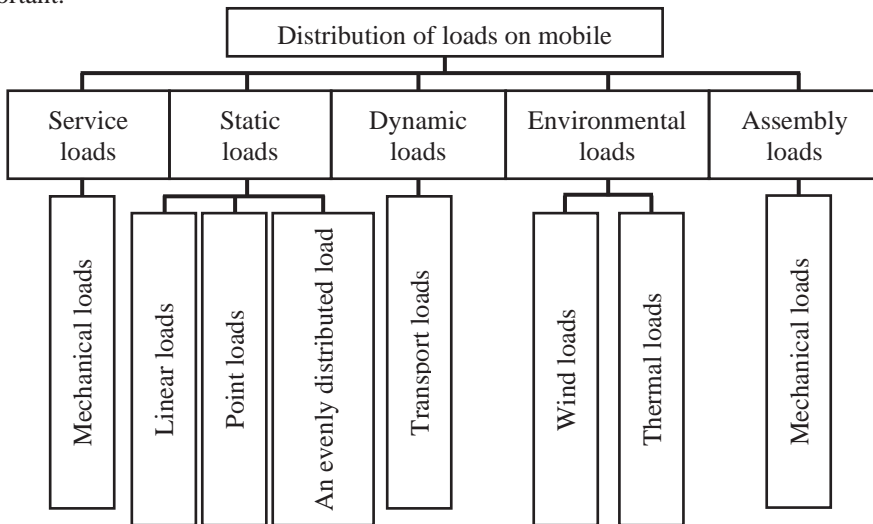 ortant.
Distribution of loads on mobile
Service
loads
Static
loads
Dynamic
loads
Environmental
loads
Assembly
loads
Mechanical loads
Linear loads
Point loads
An evenly distributed load
Transport loads
Wind loads
Thermal loads
Mechanical loads